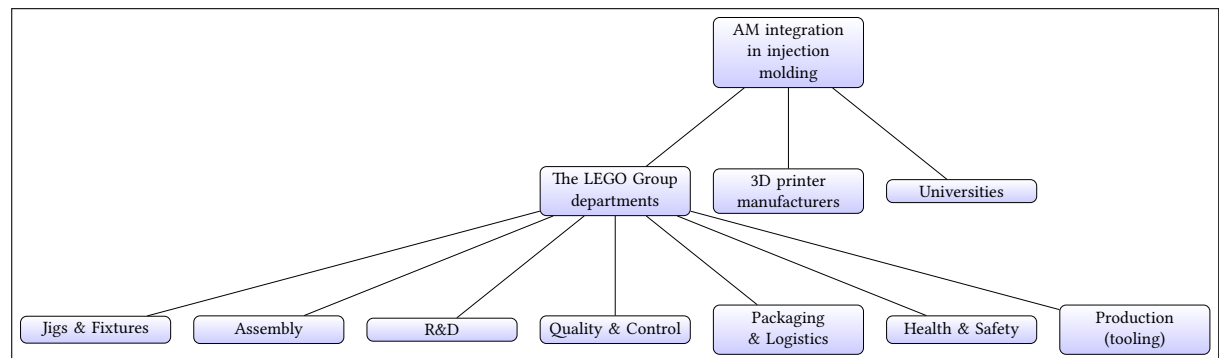 AM integration
in injection
molding
The LEGO Group
departments
3D printer
manufacturers
Universities
Jigs & Fixtures
Assembly
R&D
Quality & Control
Packaging
& Logistics
Health & Safety
Production
(tooling)